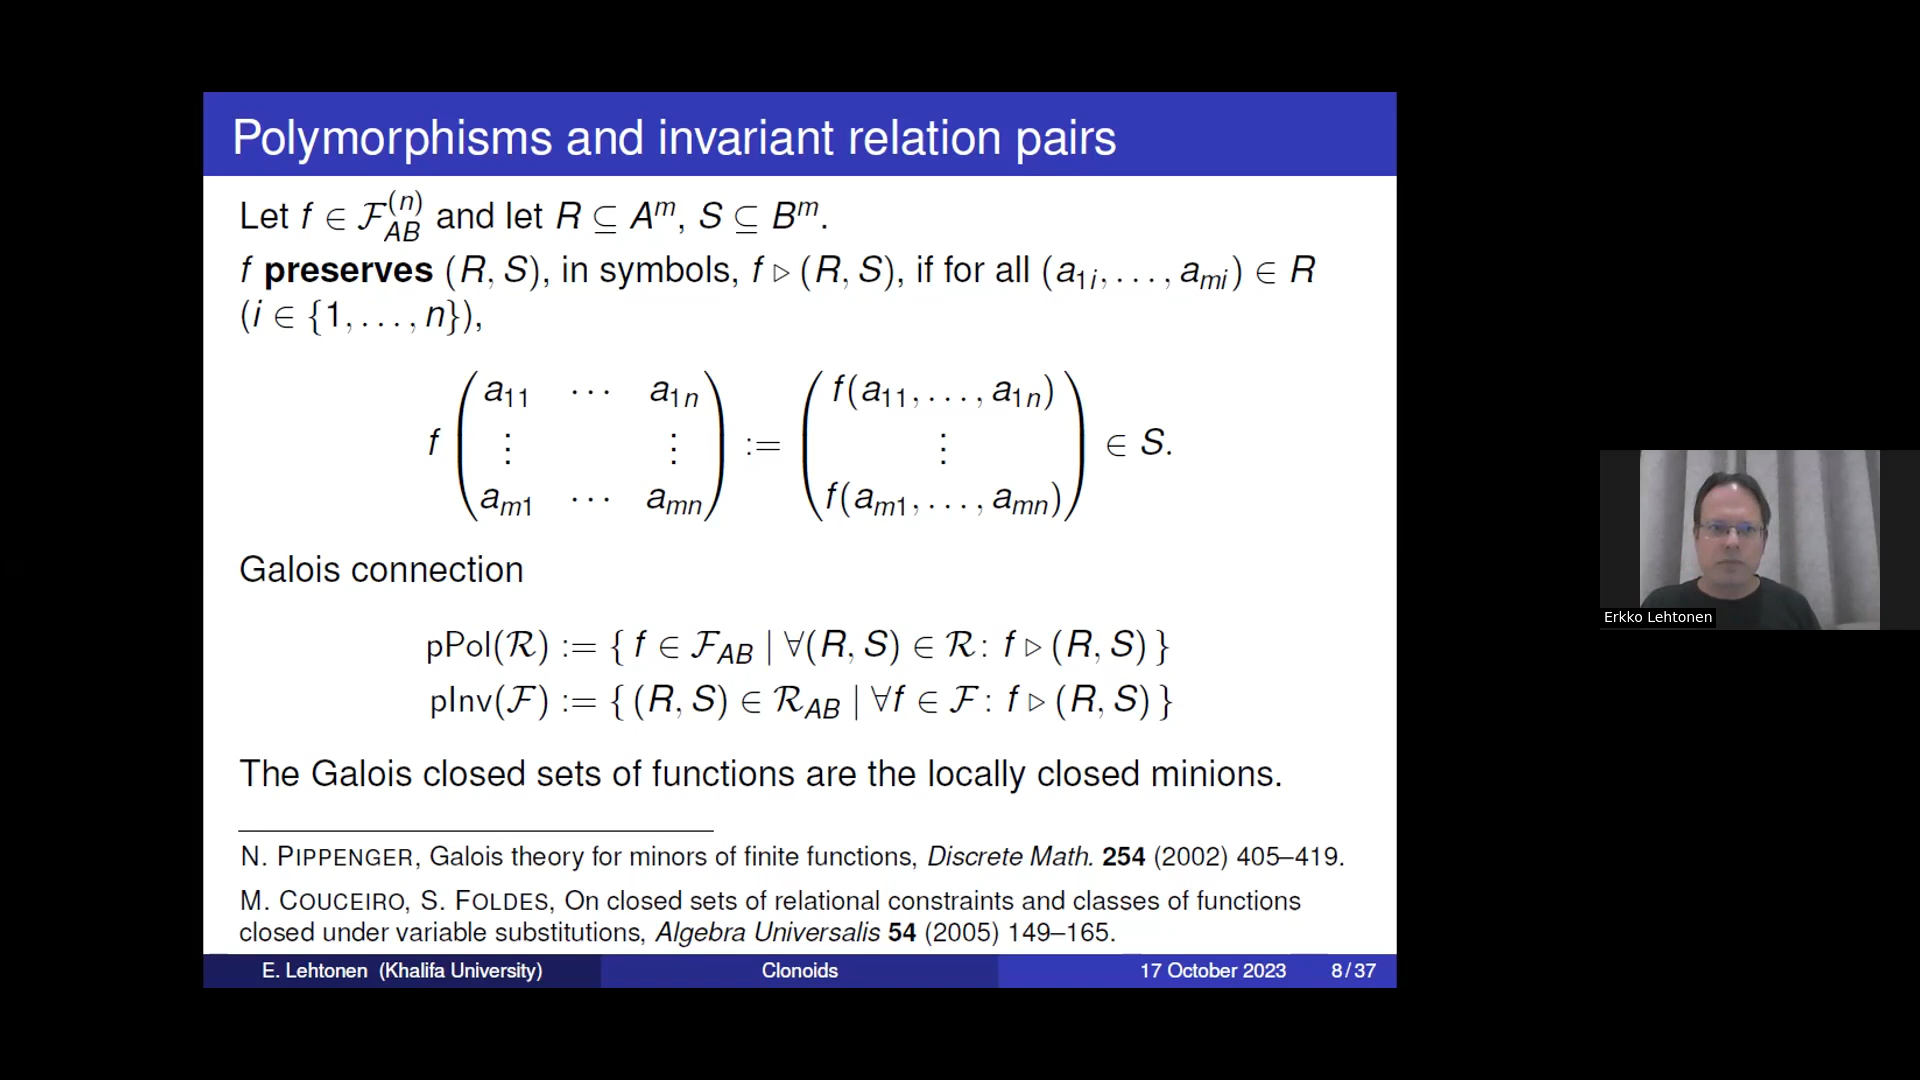 Polymorphisms and invariant relation pairs
Let f ∈ ℱ_{AB}^{(n)} and let R ⊆ A^m, S ⊆ B^m.
f preserves (R, S), in symbols, f ▷ (R, S), if for all (a_{1i}, . . . , a_{mi}) ∈ R
(i ∈ {1, . . . , n}),
f ( a_{11} ⋯ a_{1n} ⋮ ⋮ a_{m1} ⋯ a_{mn} ) := ( f(a_{11}, . . . , a_{1n}) ⋮ f(a_{m1}, . . . , a_{mn}) ) ∈ S.
Galois connection
pPol(ℛ) := { f ∈ ℱ_{AB} | ∀(R, S) ∈ ℛ : f ▷ (R, S) }
pInv(ℱ) := { (R, S) ∈ ℛ_{AB} | ∀f ∈ ℱ : f ▷ (R, S) }
The Galois closed sets of functions are the locally closed minions.
N. PIPPENGER, Galois theory for minors of finite functions, Discrete Math. 254 (2002) 405–419.
M. COUCEIRO, S. FOLDES, On closed sets of relational constraints and classes of functions
closed under variable substitutions, Algebra Universalis 54 (2005) 149–165.
E. Lehtonen (Khalifa University) Clonoids 17 October 2023 8 / 37
Erkko Lehtonen